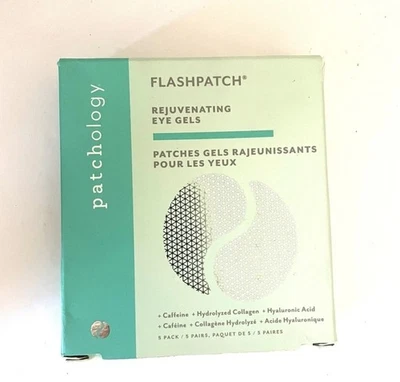 patchology
FLASHPATCH®
REJUVENATING
EYE GELS
PATCHES GELS RAJEUNISSANTS
POUR LES YEUX
+ Caffeine + Hydrolyzed Collagen + Hyaluronic Acid
+ Caféine + Collagène Hydrolysé + Acide Hyaluronique
5 PACK / 5 PAIRS, PAQUET DE 5 / 5 PAIRES